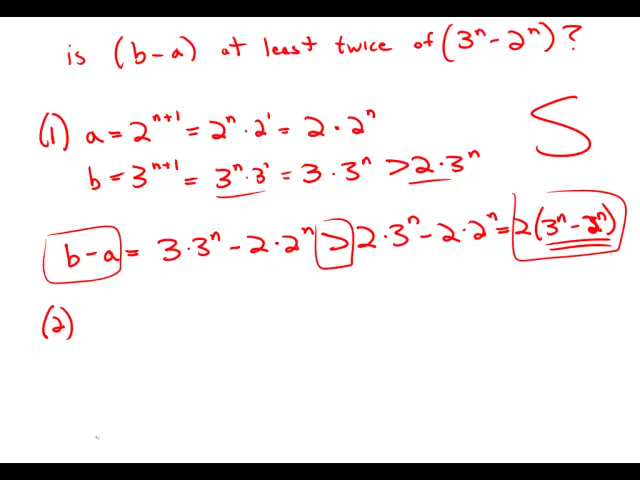 is (b-a) at least twice of (3ⁿ - 2ⁿ)?
(1) a = 2ⁿ⁺¹ = 2ⁿ · 2¹ = 2 · 2ⁿ
S
b = 3ⁿ⁺¹ = 3ⁿ · 3¹ = 3 · 3ⁿ > 2 · 3ⁿ
b-a = 3 · 3ⁿ - 2 · 2ⁿ > 2 · 3ⁿ - 2 · 2ⁿ = 2(3ⁿ - 2ⁿ)
(2)